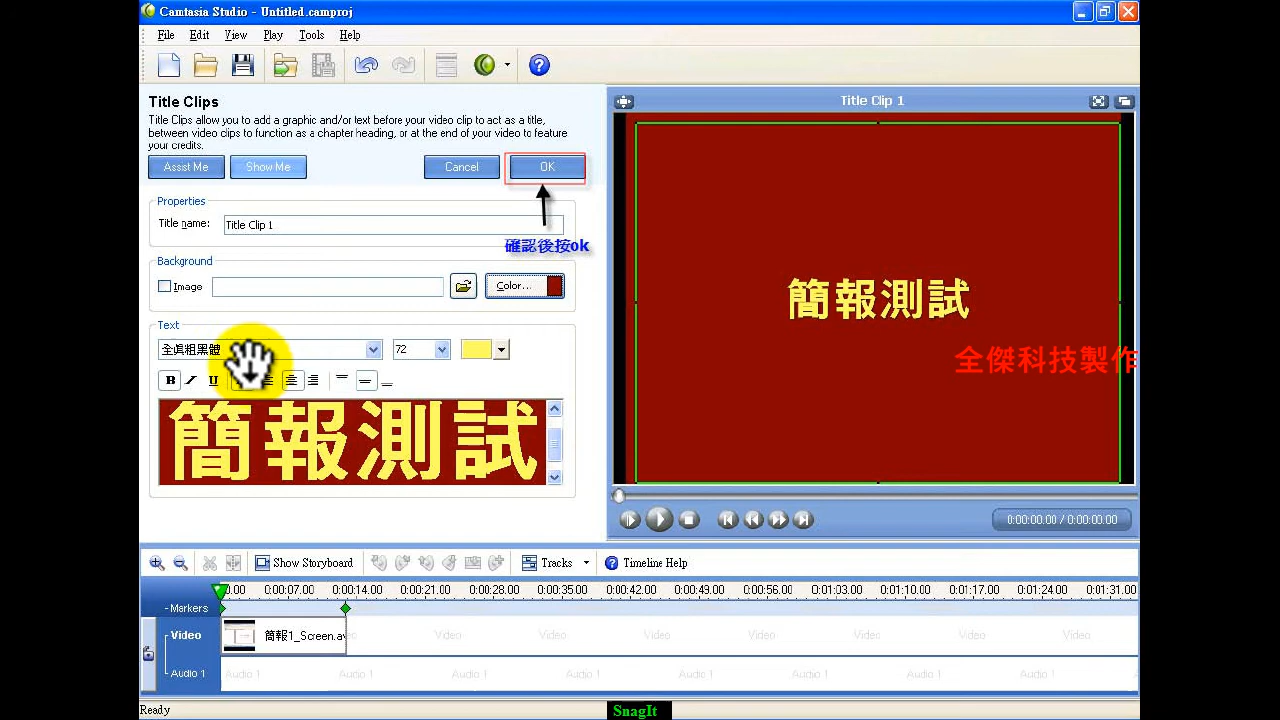 Camtasia Studio - Untitled.camproj
File Edit View Play Tools Help
Title Clips
Title Clips allow you to add a graphic and/or text before your video clip to act as a title,
between video clips to function as a chapter heading, or at the end of your video to feature
your credits.
Assist Me Show Me Cancel OK
確認後按ok
Properties
Title name: Title Clip 1
Background
Image Color...
Text
全真粗黑體 72
B I U
簡報測試
Title Clip 1
簡報測試
全傑科技製作
0:00:00.00 / 0:00:00.00
Show Storyboard Tracks Timeline Help
0.00 0:00:07.00 0:00:14.00 0:00:21.00 0:00:28.00 0:00:35.00 0:00:42.00 0:00:49.00 0:00:56.00 0:01:03.00 0:01:10.00 0:01:17.00 0:01:24.00 0:01:31.00
- Markers
Video 簡報1_Screen.av eo Video Video Video Video Video Video Video
Audio 1 Audio 1 Audio 1 Audio 1 Audio 1 Audio 1 Audio 1 Audio 1 Audio 1
Ready
SnagIt